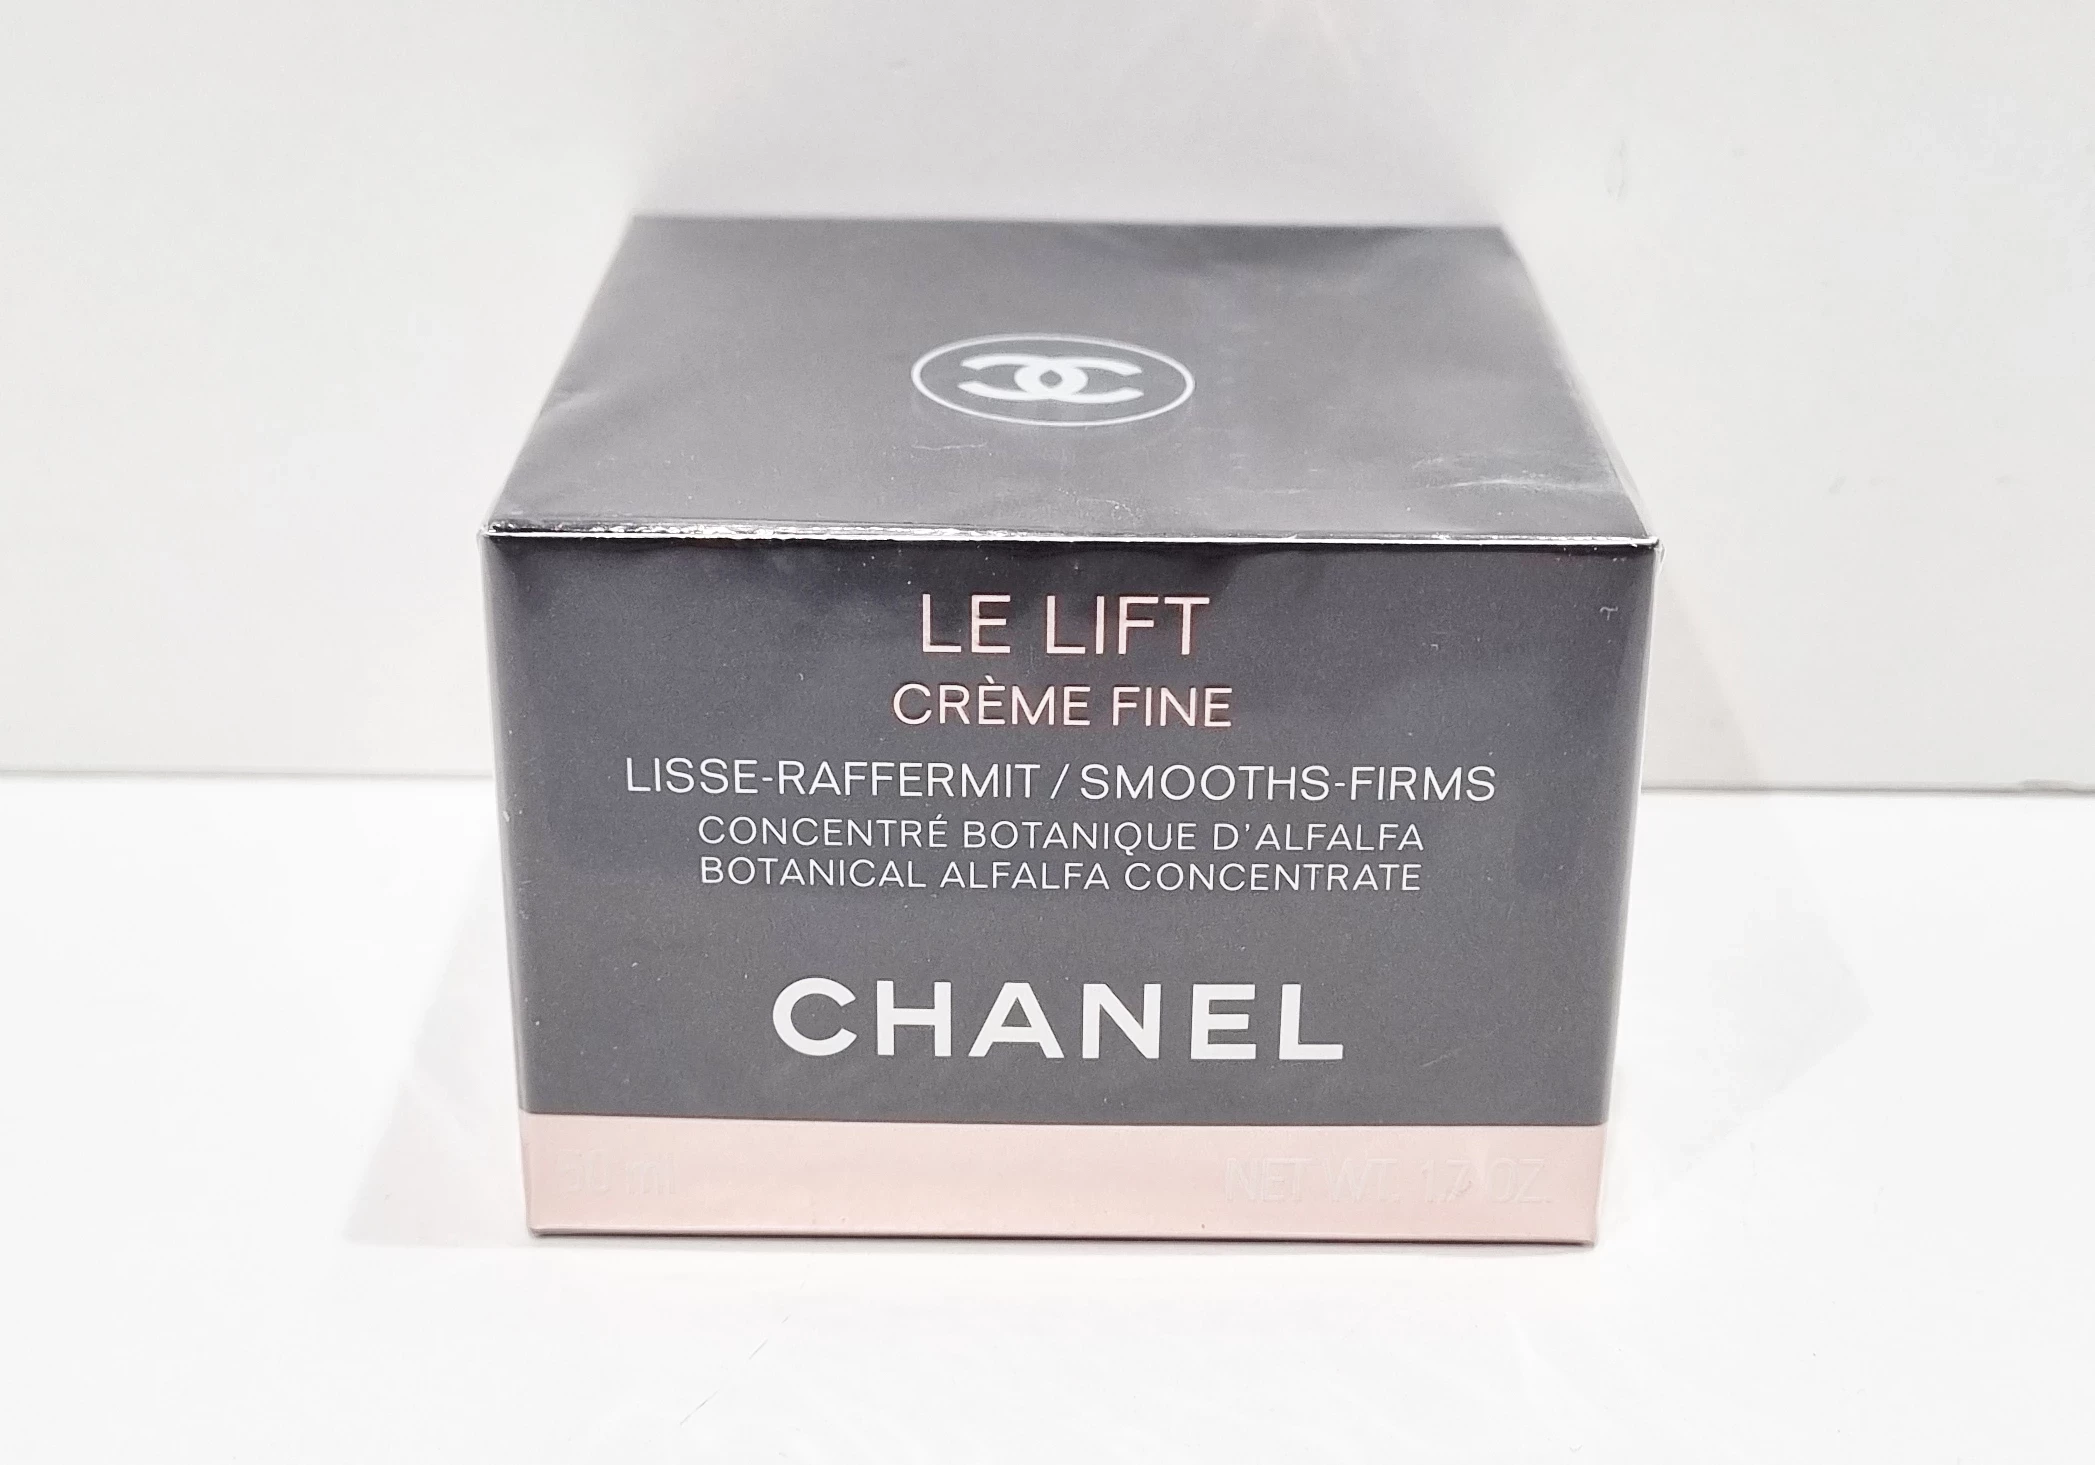 LE LIFT
CRÈME FINE
LISSE-RAFFERMIT / SMOOTHS-FIRMS
CONCENTRÉ BOTANIQUE D'ALFALFA
BOTANICAL ALFALFA CONCENTRATE
CHANEL
50 ml NET WT. 1.7 OZ.